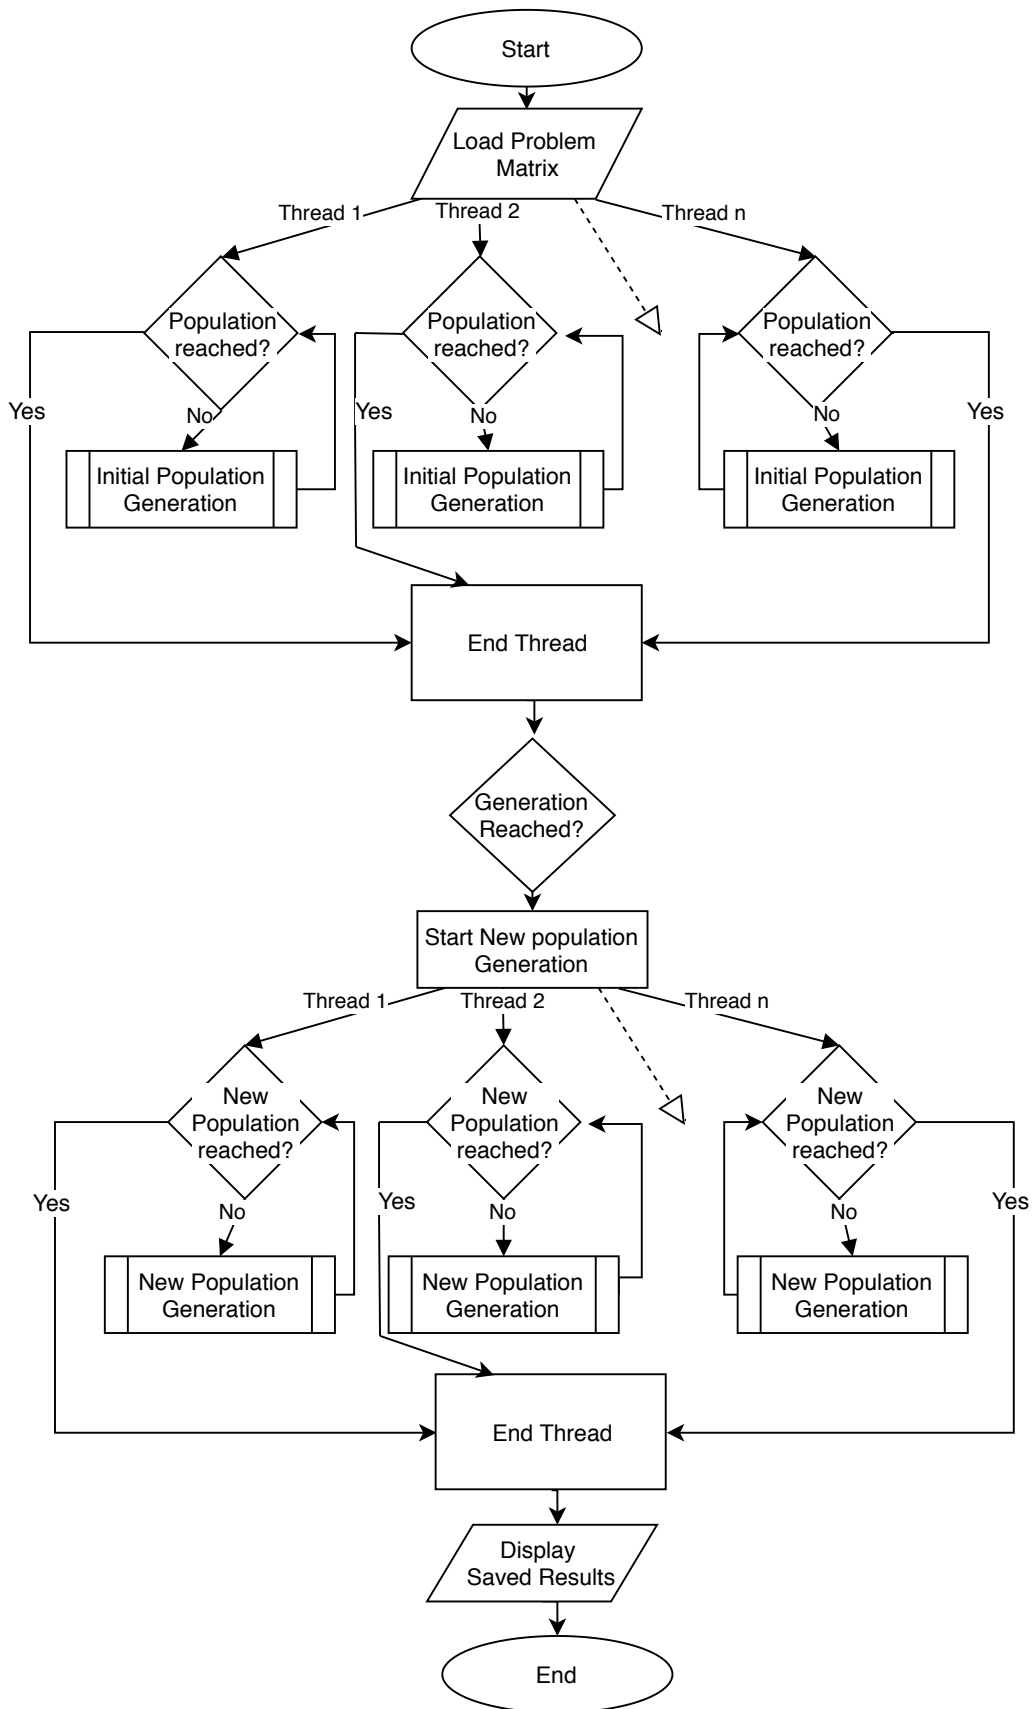 Start
Load Problem
Matrix
Thread 1
Thread 2
Thread n
Population
reached?
Population
reached?
Population
reached?
Yes
No
Yes
No
No
Yes
Initial Population
Generation
Initial Population
Generation
Initial Population
Generation
End Thread
Generation
Reached?
Start New population
Generation
Thread 1
Thread 2
Thread n
New
Population
reached?
New
Population
reached?
New
Population
reached?
Yes
No
Yes
No
No
Yes
New Population
Generation
New Population
Generation
New Population
Generation
End Thread
Display
Saved Results
End